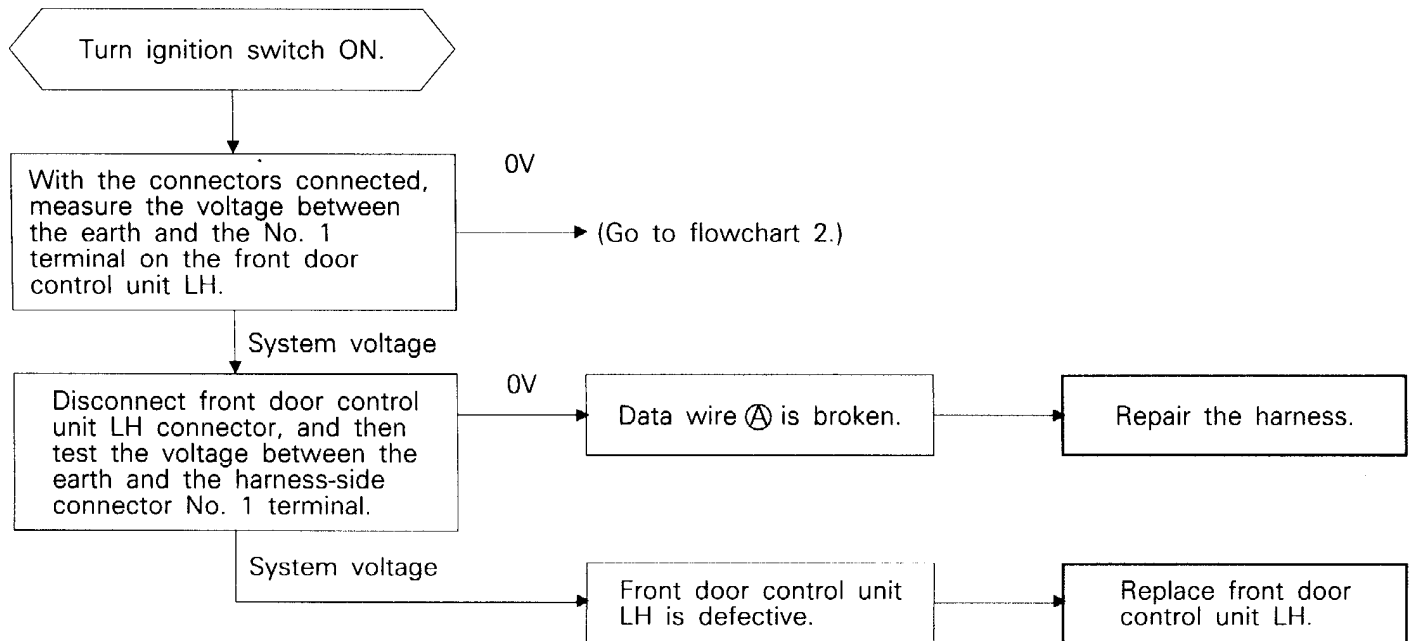 Turn ignition switch ON.
With the connectors connected,
measure the voltage between
the earth and the No. 1
terminal on the front door
control unit LH.
0V
(Go to flowchart 2.)
System voltage
Disconnect front door control
unit LH connector, and then
test the voltage between the
earth and the harness-side
connector No. 1 terminal.
0V
Data wire Ⓐ is broken.
Repair the harness.
System voltage
Front door control unit
LH is defective.
Replace front door
control unit LH.